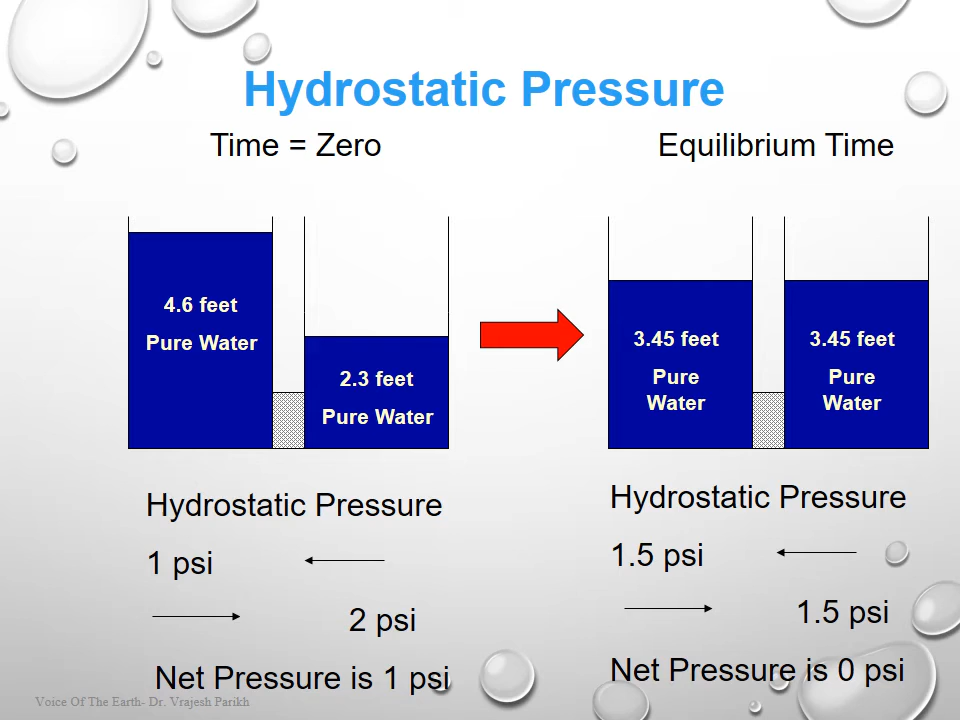 Hydrostatic Pressure
Time = Zero
Equilibrium Time
4.6 feet
Pure Water
2.3 feet
Pure Water
3.45 feet
Pure
Water
3.45 feet
Pure
Water
Hydrostatic Pressure
1 psi
2 psi
Net Pressure is 1 psi
Hydrostatic Pressure
1.5 psi
1.5 psi
Net Pressure is 0 psi
Voice Of The Earth- Dr. Vrajesh Parikh